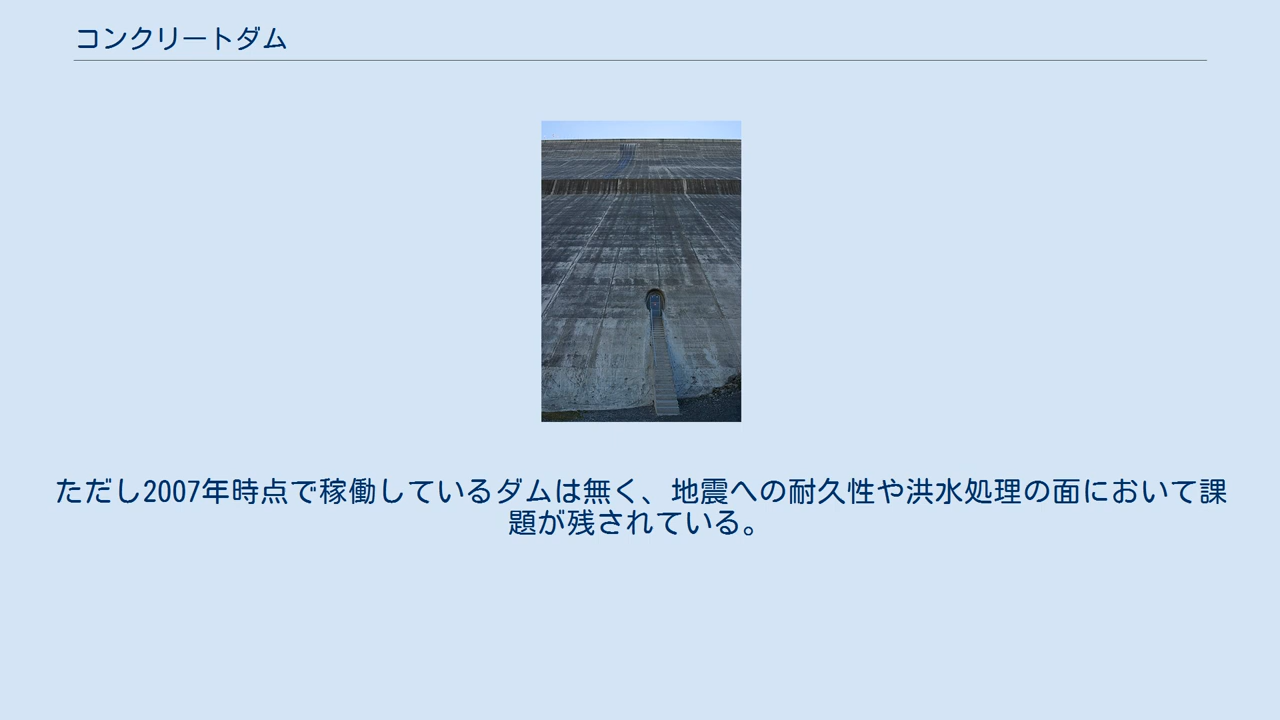 コンクリートダム
ただし2007年時点で稼働しているダムは無く、地震への耐久性や洪水処理の面において課
題が残されている。